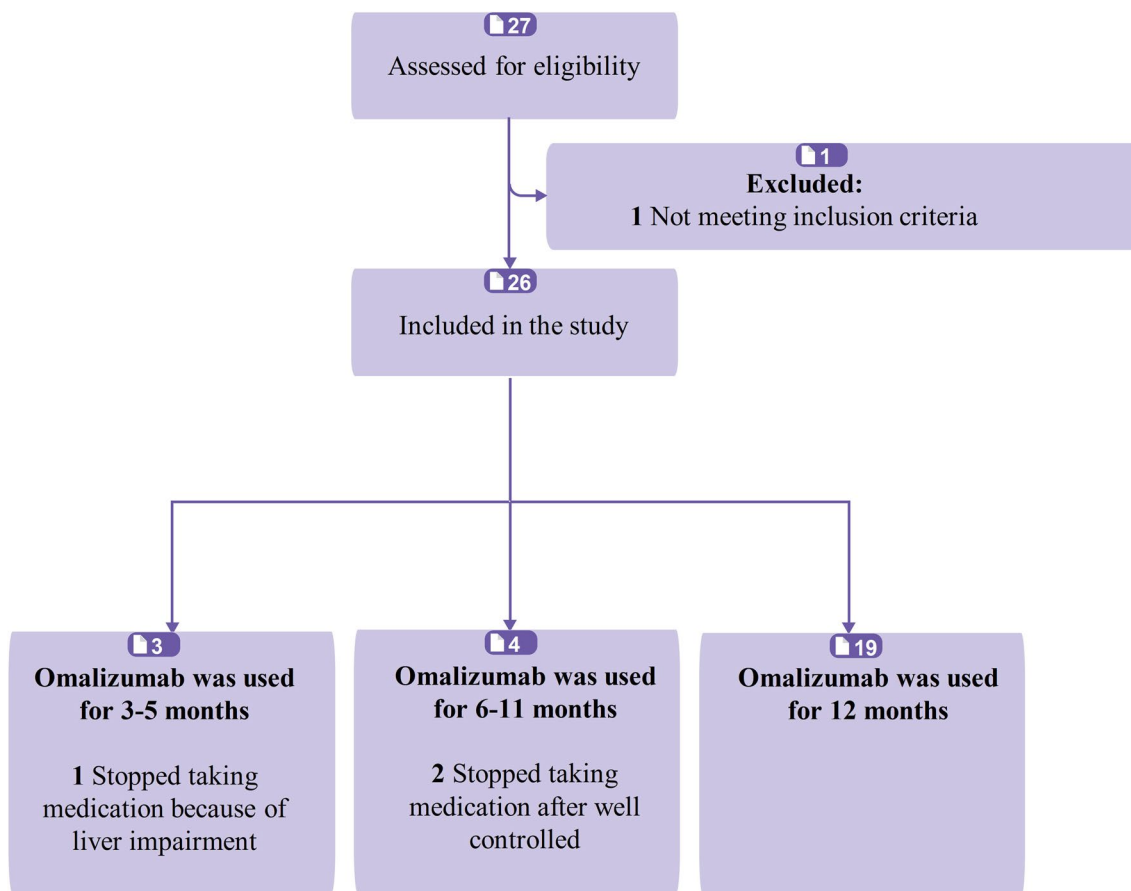 27
Assessed for eligibility
1
Excluded:
1 Not meeting inclusion criteria
26
Included in the study
3
Omalizumab was used
for 3-5 months
1 Stopped taking
medication because of
liver impairment
4
Omalizumab was used
for 6-11 months
2 Stopped taking
medication after well
controlled
19
Omalizumab was used
for 12 months